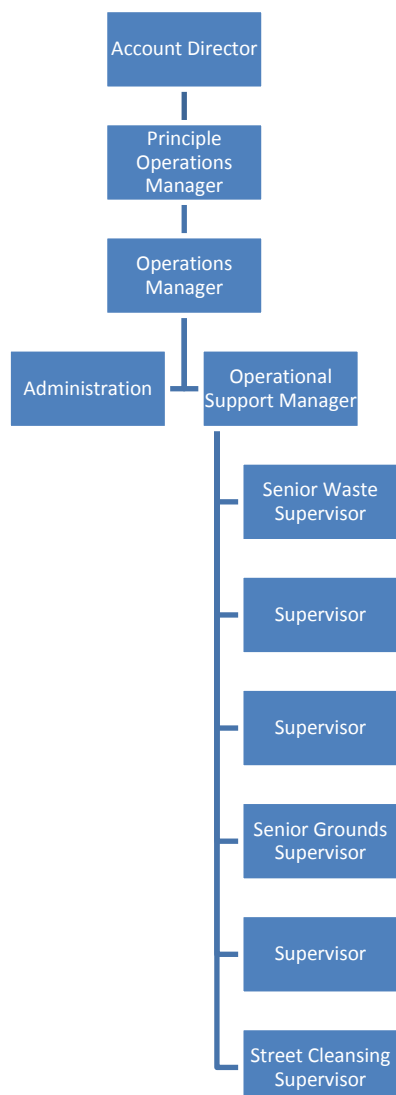 Account Director
Principle
Operations
Manager
Operations
Manager
Administration
Operational
Support Manager
Senior Waste
Supervisor
Supervisor
Supervisor
Senior Grounds
Supervisor
Supervisor
Street Cleansing
Supervisor